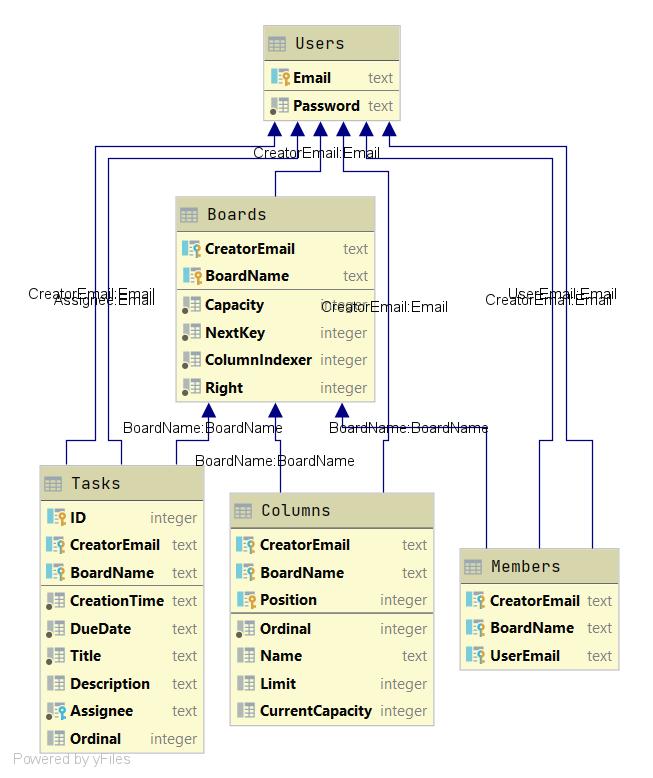 Users
Email text
Password text
CreatorEmail:Email
Boards
CreatorEmail text
BoardName text
Capacity integer
NextKey integer
ColumnIndexer integer
Right integer
CreatorEmail:Email
Assignee:Email
CreatorEmail:Email
UserEmail:Email
CreatorEmail:Email
BoardName:BoardName
BoardName:BoardName
BoardName:BoardName
Tasks
ID integer
CreatorEmail text
BoardName text
CreationTime text
DueDate text
Title text
Description text
Assignee text
Ordinal integer
Columns
CreatorEmail text
BoardName text
Position integer
Ordinal integer
Name text
Limit integer
CurrentCapacity integer
Members
CreatorEmail text
BoardName text
UserEmail text
Powered by yFiles